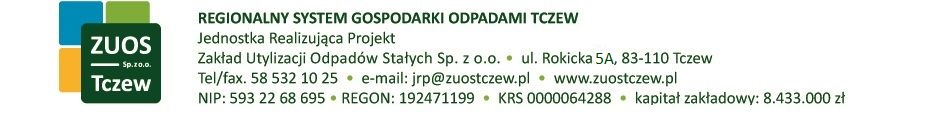 ZUOS
Sp. z o.o.
Tczew
REGIONALNY SYSTEM GOSPODARKI ODPADAMI TCZEW
Jednostka Realizująca Projekt
Zakład Utylizacji Odpadów Stałych Sp. z o.o. • ul. Rokicka 5A, 83-110 Tczew
Tel/fax. 58 532 10 25 • e-mail: jrp@zuostczew.pl • www.zuostczew.pl
NIP: 593 22 68 695 • REGON: 192471199 • KRS 0000064288 • kapitał zakładowy: 8.433.000 zł